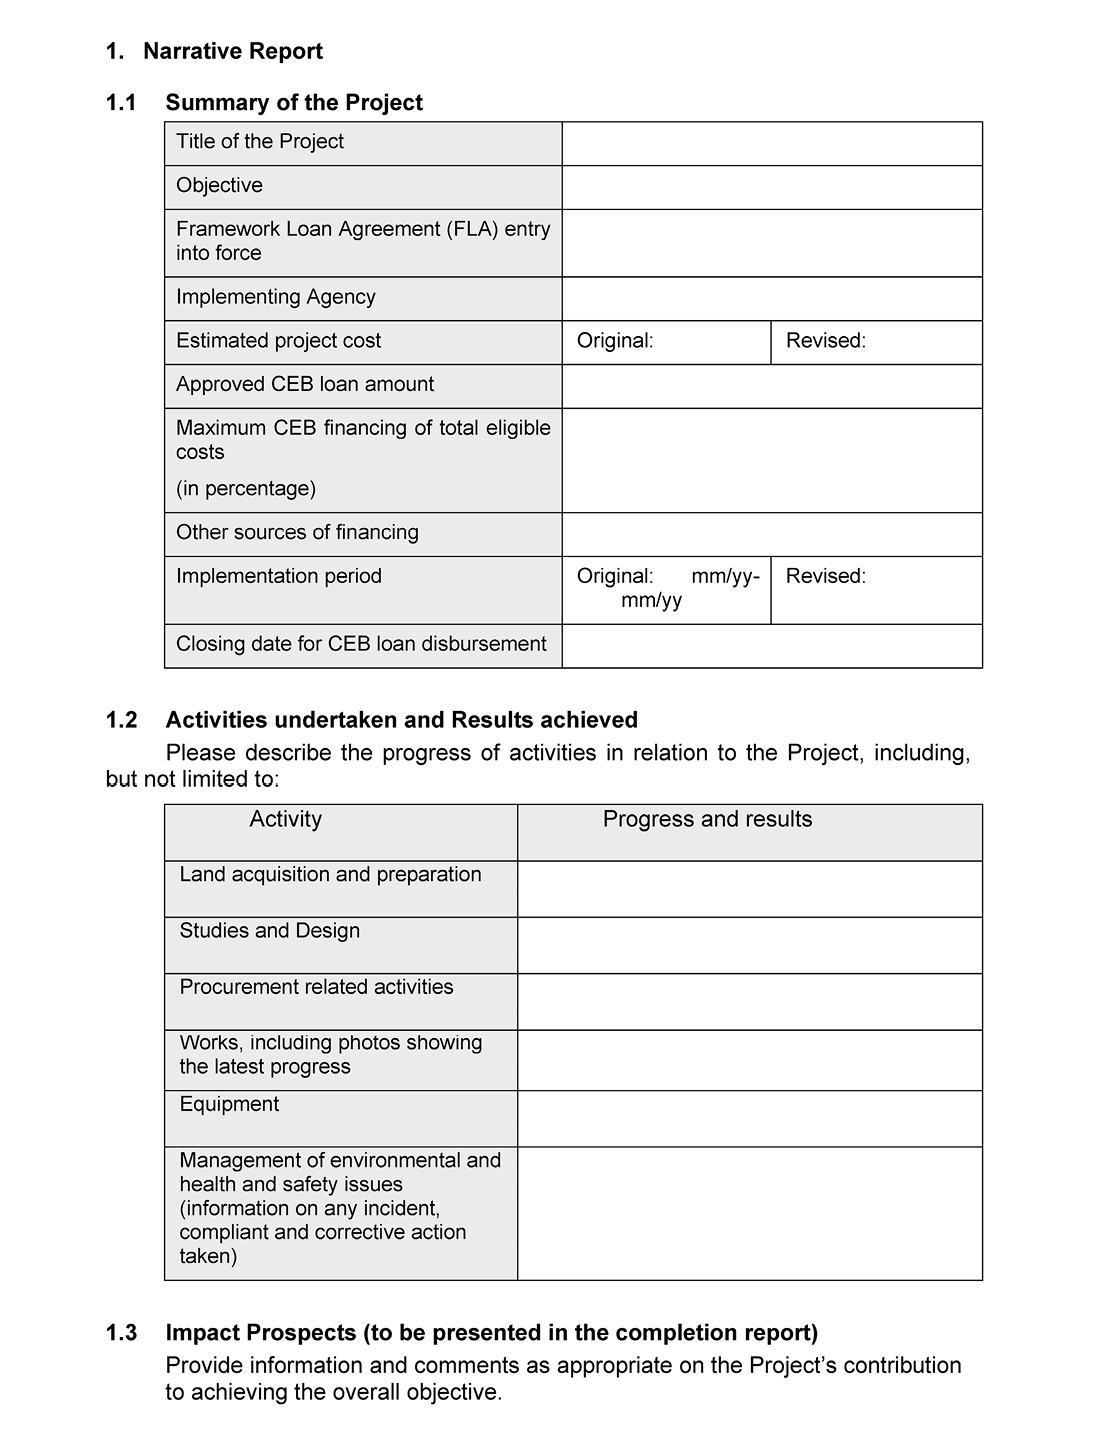 1. Narrative Report
1.1 Summary of the Project
Title of the Project
Objective
Framework Loan Agreement (FLA) entry
into force
Implementing Agency
Estimated project cost
Original:
Revised:
Approved CEB loan amount
Maximum CEB financing of total eligible
costs
(in percentage)
Other sources of financing
Implementation period
Original: mm/yy-
mm/yy
Revised:
Closing date for CEB loan disbursement
1.2 Activities undertaken and Results achieved
Please describe the progress of activities in relation to the Project, including,
but not limited to:
Activity
Progress and results
Land acquisition and preparation
Studies and Design
Procurement related activities
Works, including photos showing
the latest progress
Equipment
Management of environmental and
health and safety issues
(information on any incident,
compliant and corrective action
taken)
1.3 Impact Prospects (to be presented in the completion report)
Provide information and comments as appropriate on the Project’s contribution
to achieving the overall objective.